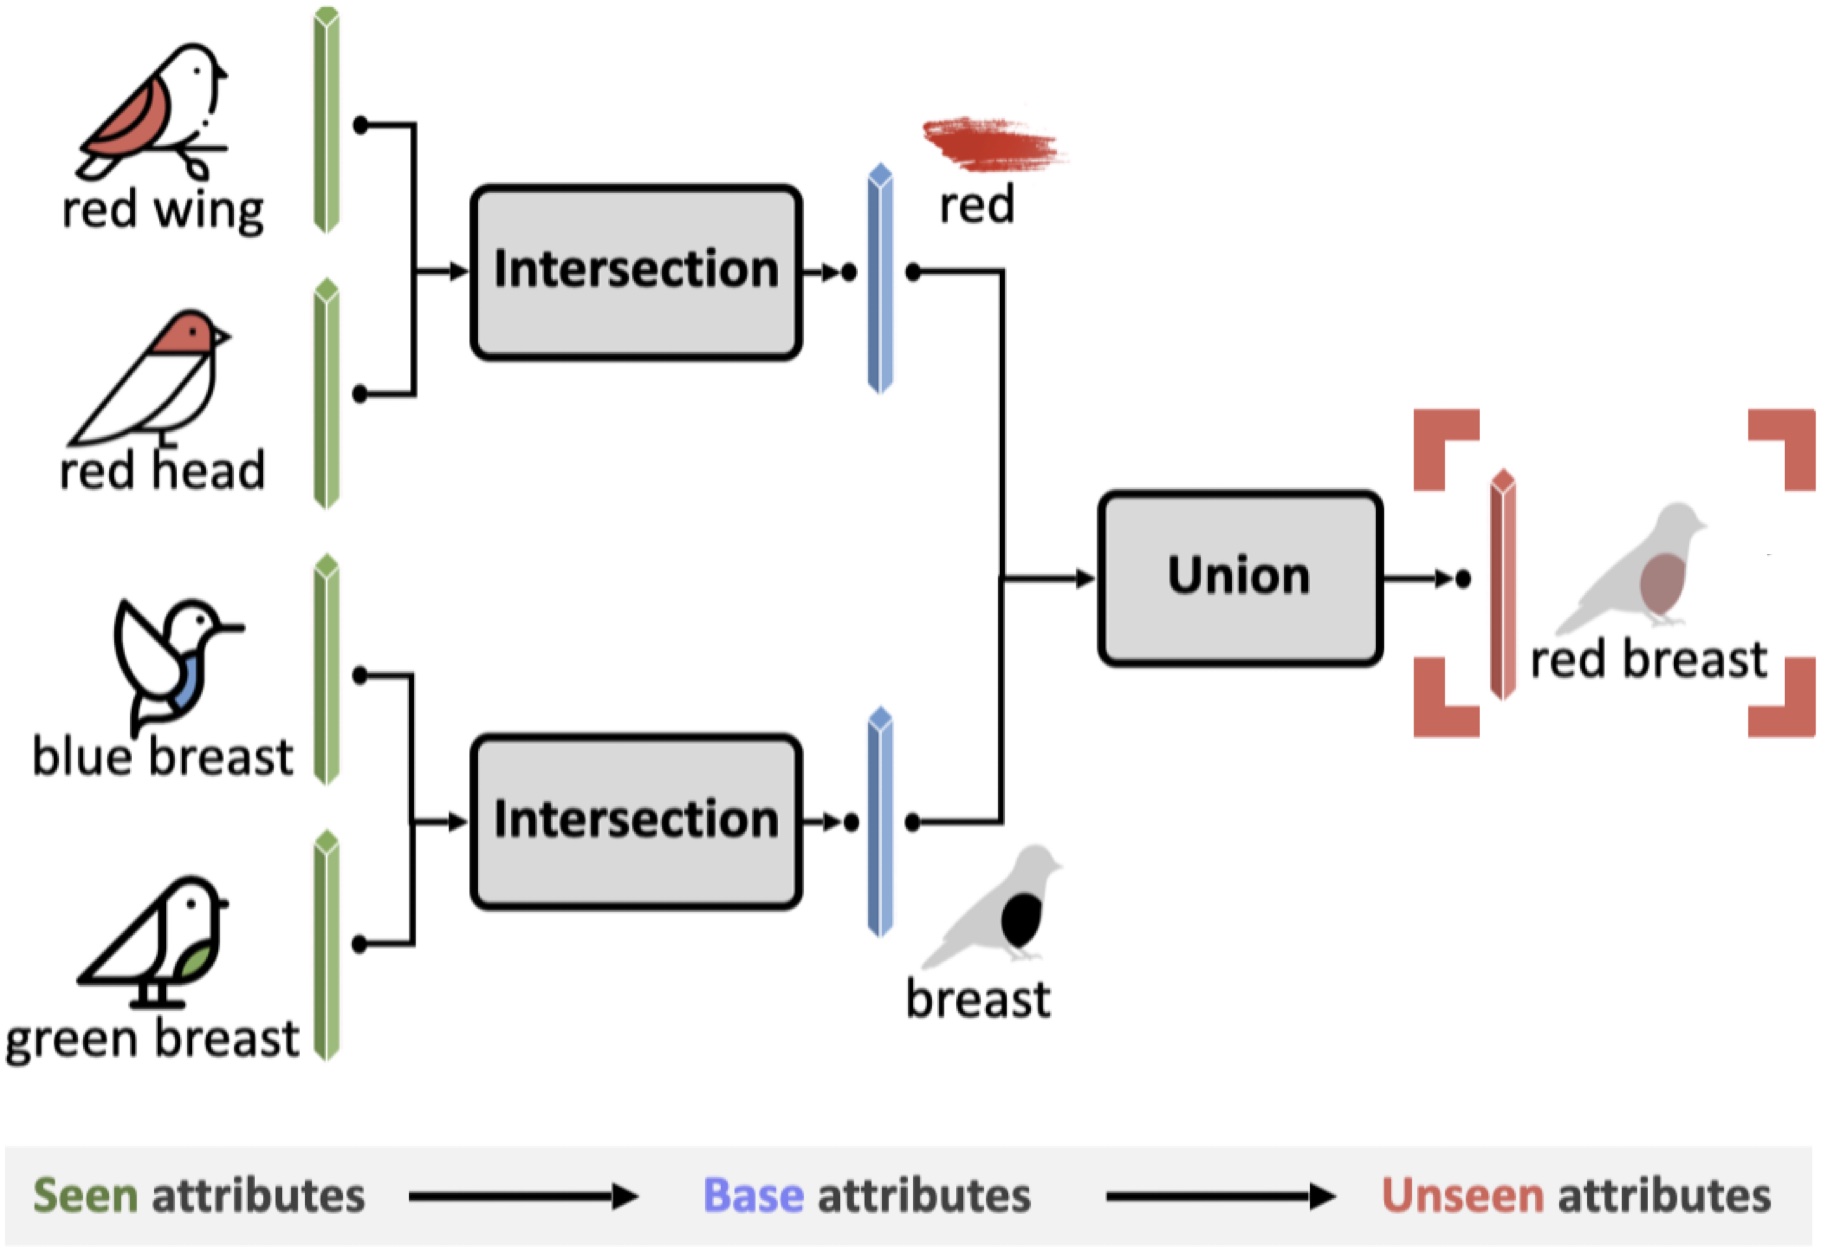 red wing
red head
blue breast
green breast
Intersection
Intersection
red
breast
Union
red breast
Seen attributes
Base attributes
Unseen attributes